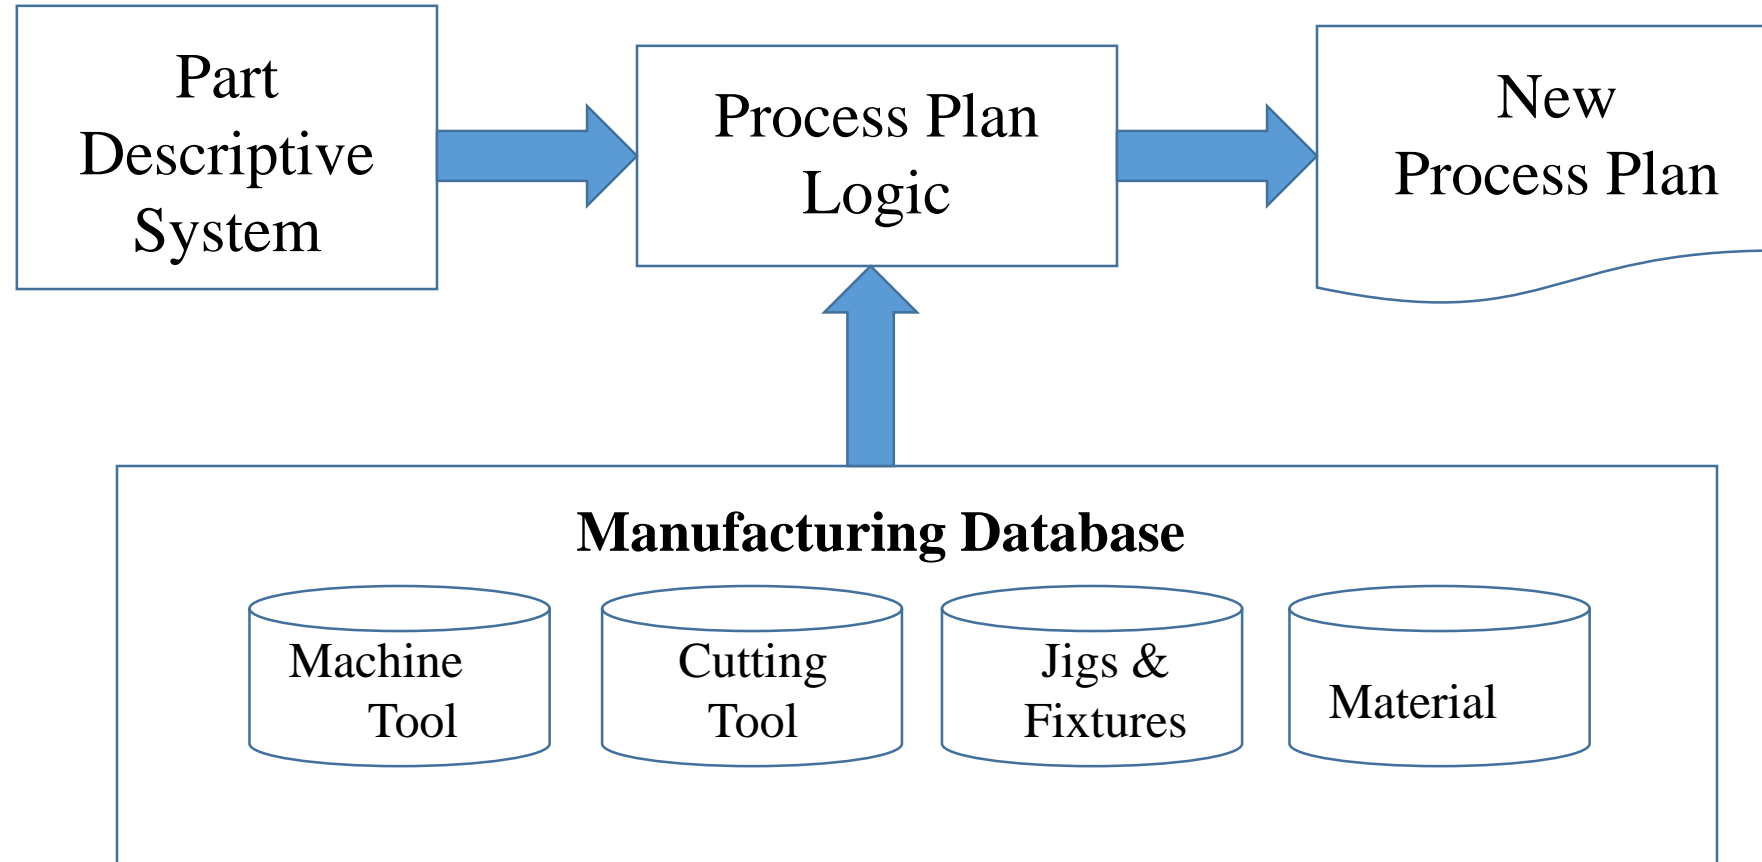 Part
Descriptive
System
Process Plan
Logic
New
Process Plan
Manufacturing Database
Machine
Tool
Cutting
Tool
Jigs &
Fixtures
Material